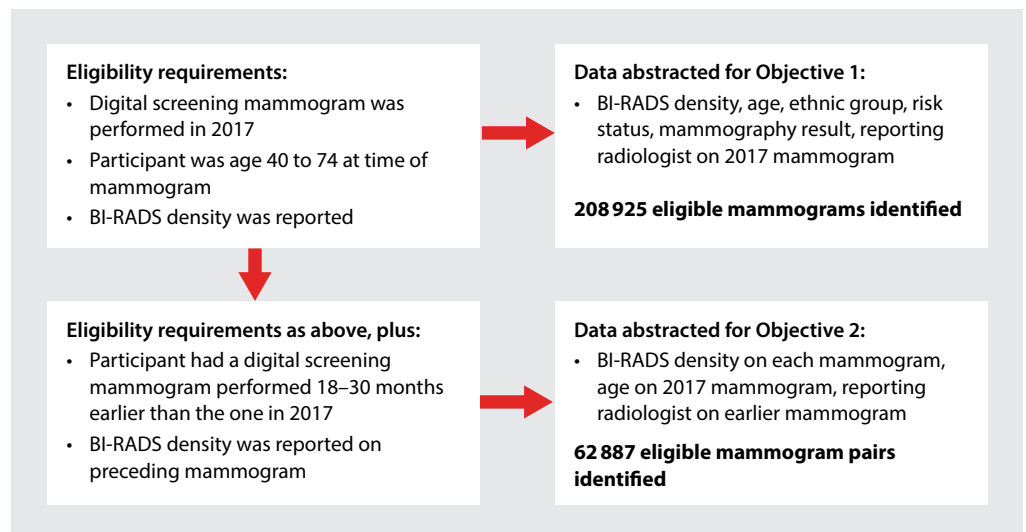 Eligibility requirements:
• Digital screening mammogram was
performed in 2017
• Participant was age 40 to 74 at time of
mammogram
• BI-RADS density was reported
Data abstracted for Objective 1:
• BI-RADS density, age, ethnic group, risk
status, mammography result, reporting
radiologist on 2017 mammogram
208 925 eligible mammograms identified
Eligibility requirements as above, plus:
• Participant had a digital screening
mammogram performed 18–30 months
earlier than the one in 2017
• BI-RADS density was reported on
preceding mammogram
Data abstracted for Objective 2:
• BI-RADS density on each mammogram,
age on 2017 mammogram, reporting
radiologist on earlier mammogram
62 887 eligible mammogram pairs
identified